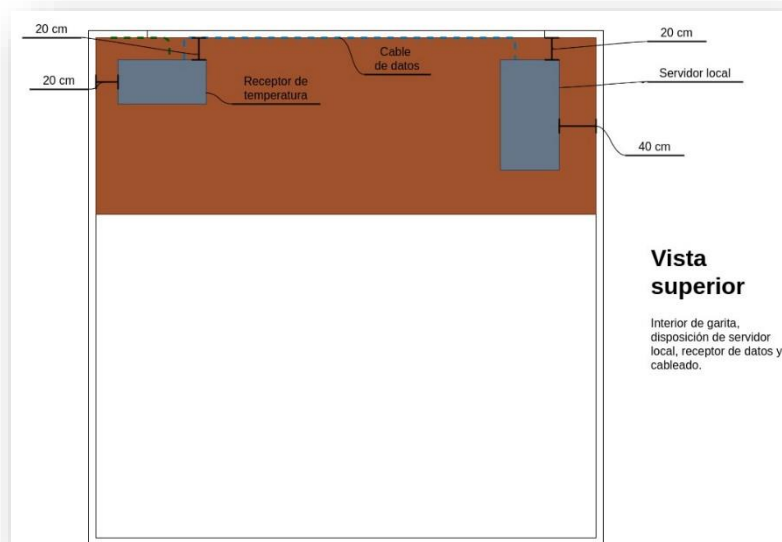 20 cm
20 cm
Cable
de datos
Servidor local
20 cm
Receptor de
temperatura
40 cm
Vista
superior
Interior de garita,
disposición de servidor
local, receptor de datos y
cableado.